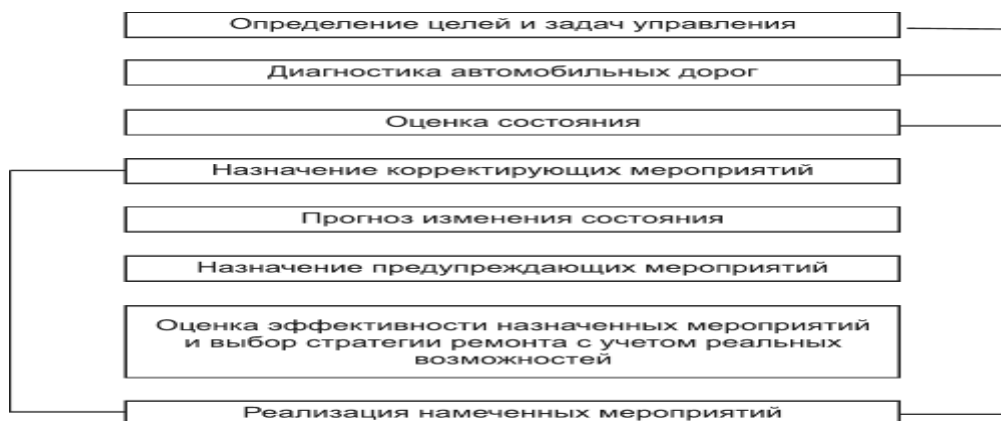 Определение целей и задач управления
Диагностика автомобильных дорог
Оценка состояния
Назначение корректирующих мероприятий
Прогноз изменения состояния
Назначение предупреждающих мероприятий
Оценка эффективности назначенных мероприятий
и выбор стратегии ремонта с учетом реальных
возможностей
Реализация намеченных мероприятий